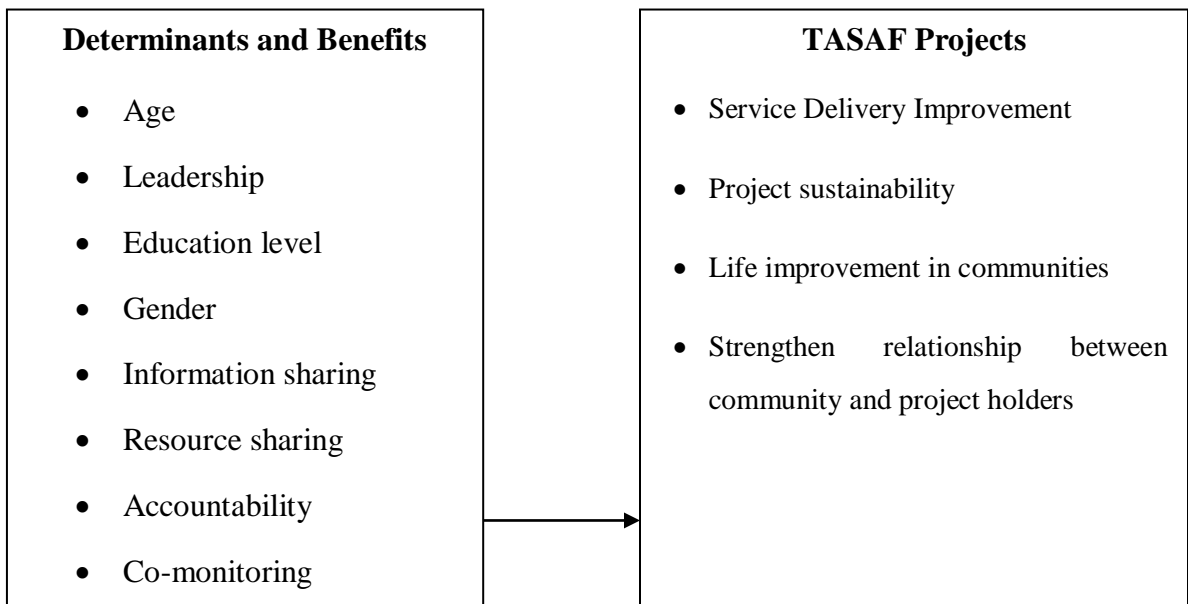 Determinants and Benefits
• Age
• Leadership
• Education level
• Gender
• Information sharing
• Resource sharing
• Accountability
• Co-monitoring
TASAF Projects
• Service Delivery Improvement
• Project sustainability
• Life improvement in communities
• Strengthen relationship between
community and project holders